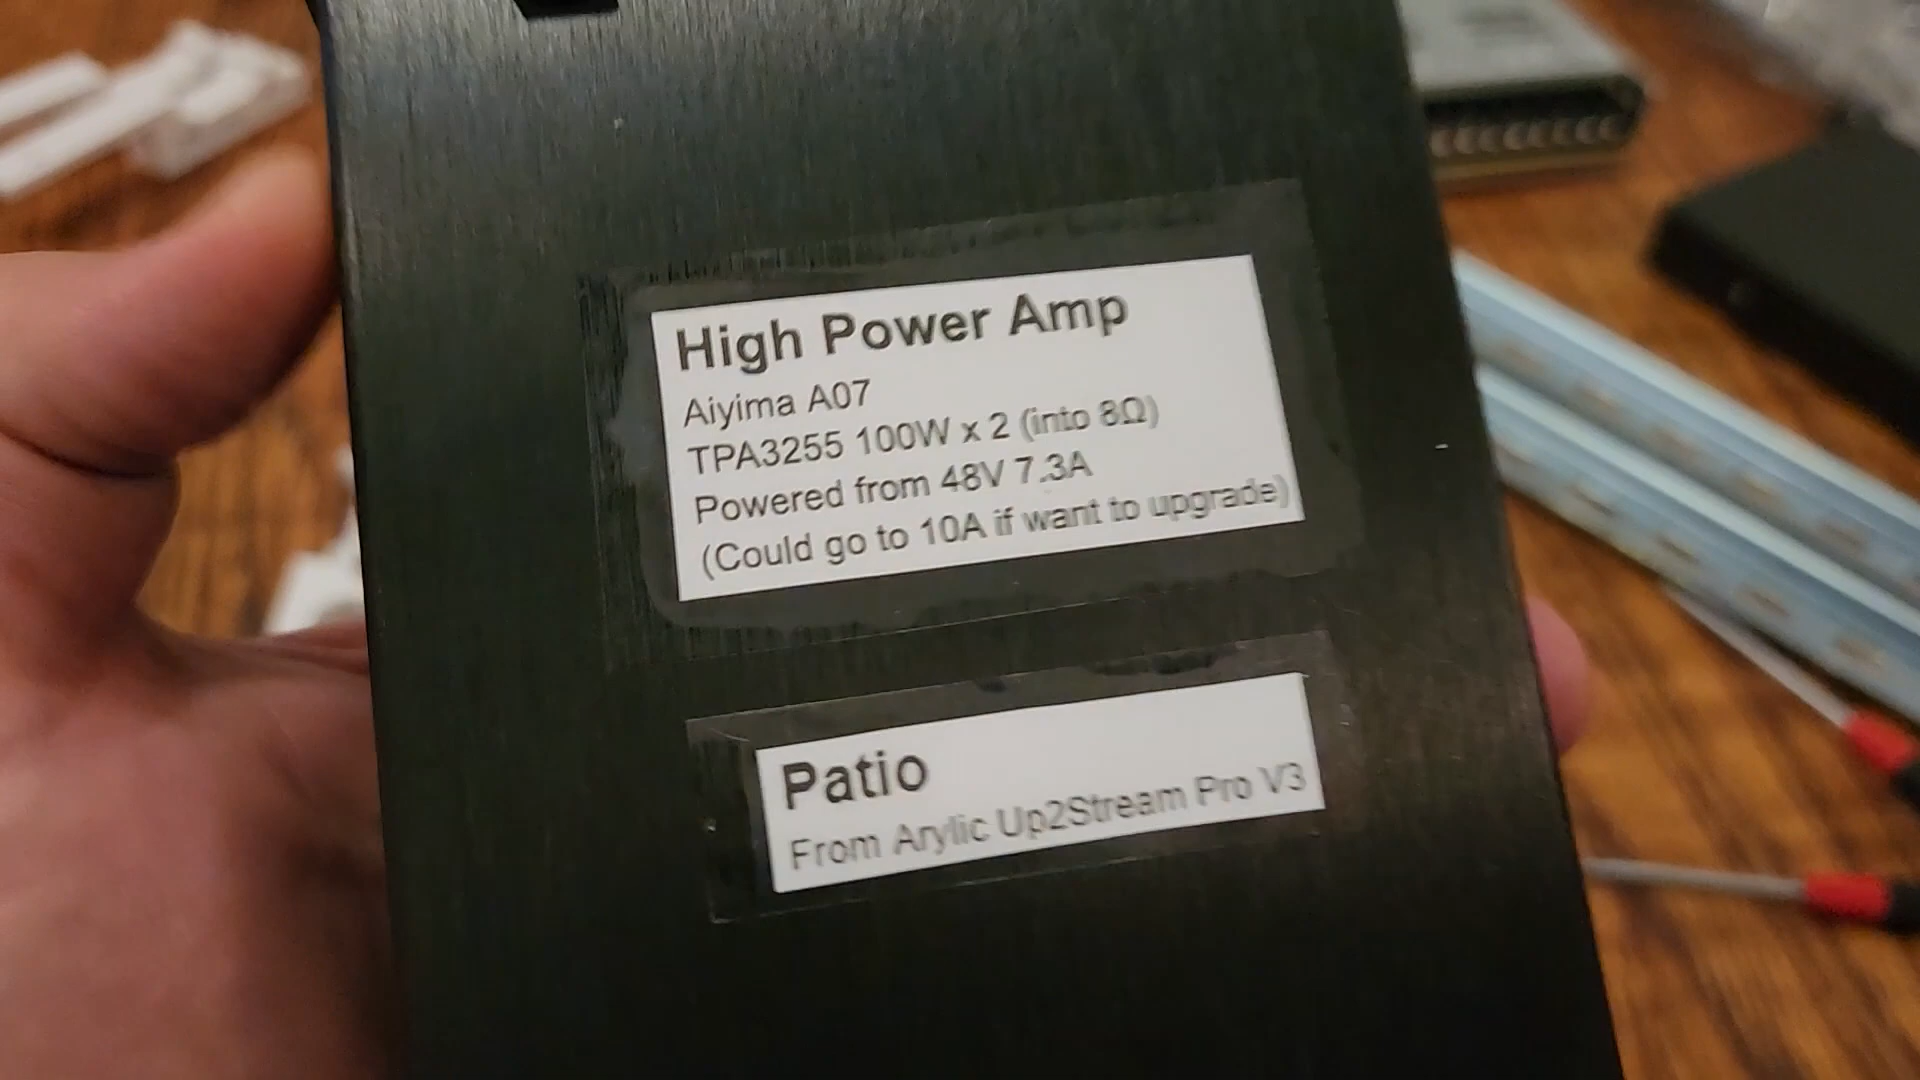 High Power Amp
Aiyima A07
TPA3255 100W x 2 (into 8Ω)
Powered from 48V 7.3A
(Could go to 10A if want to upgrade)
Patio
From Arylic Up2Stream Pro V3